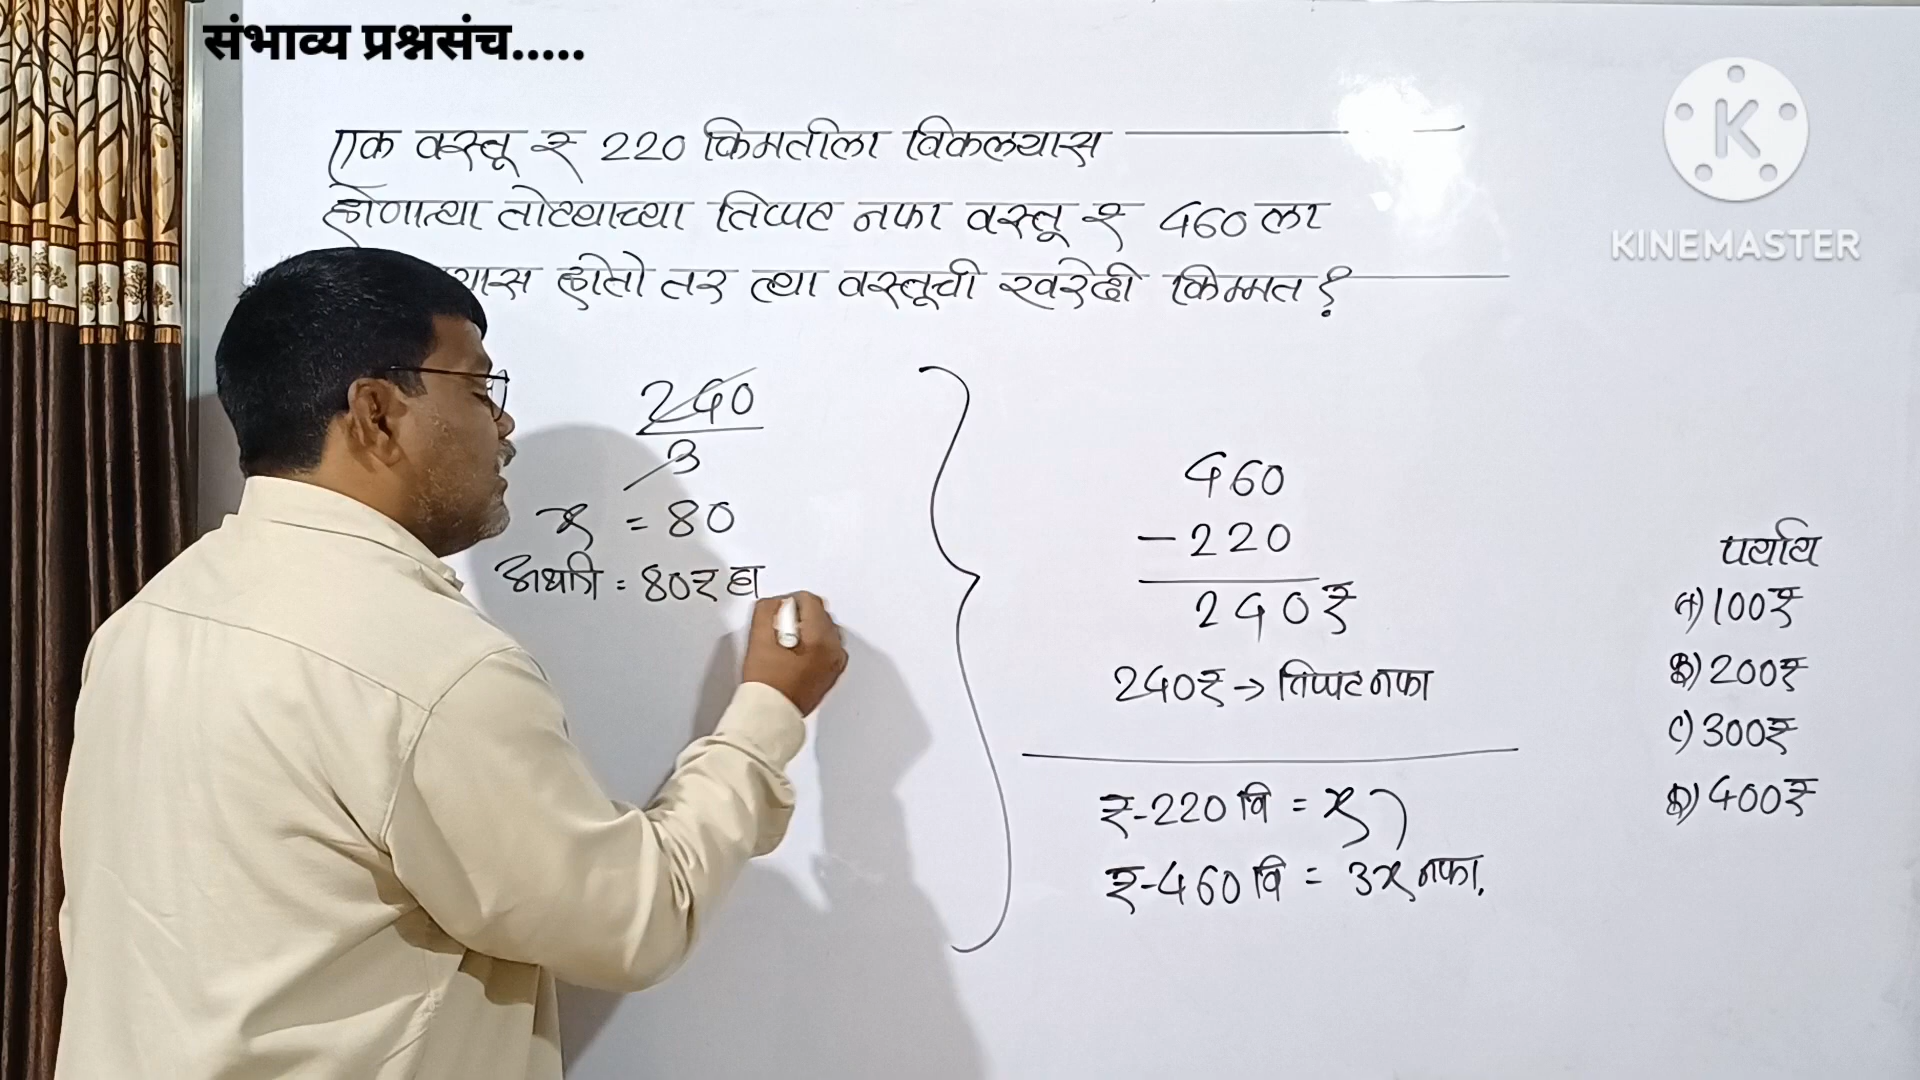 संभाव्य प्रश्नसंच.....
KINEMASTER
एक वस्तू ₹ 220 किमतीला विकल्यास
होणाऱ्या तोट्याच्या तिप्पट नफा वस्तू ₹ 460 ला
होतो तर त्या वस्तूची खरेदी किंमत ?
240
3
x = 80
अर्थात = 80₹ हा
460
-220
240₹
240₹ → तिप्पट नफा
₹-220 वि = x
₹-460 वि = 3x नफा.
पर्याय
A) 100₹
B) 200₹
C) 300₹
D) 400₹